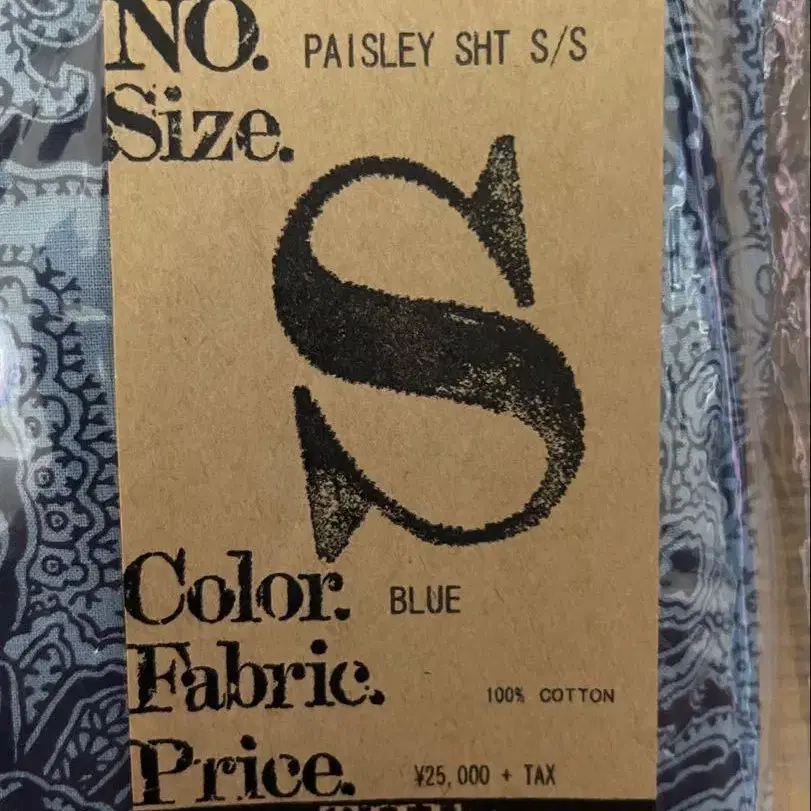 NO. PAISLEY SHT S/S
Size.
S
Color. BLUE
Fabric. 100% COTTON
Price. ¥25,000 + TAX